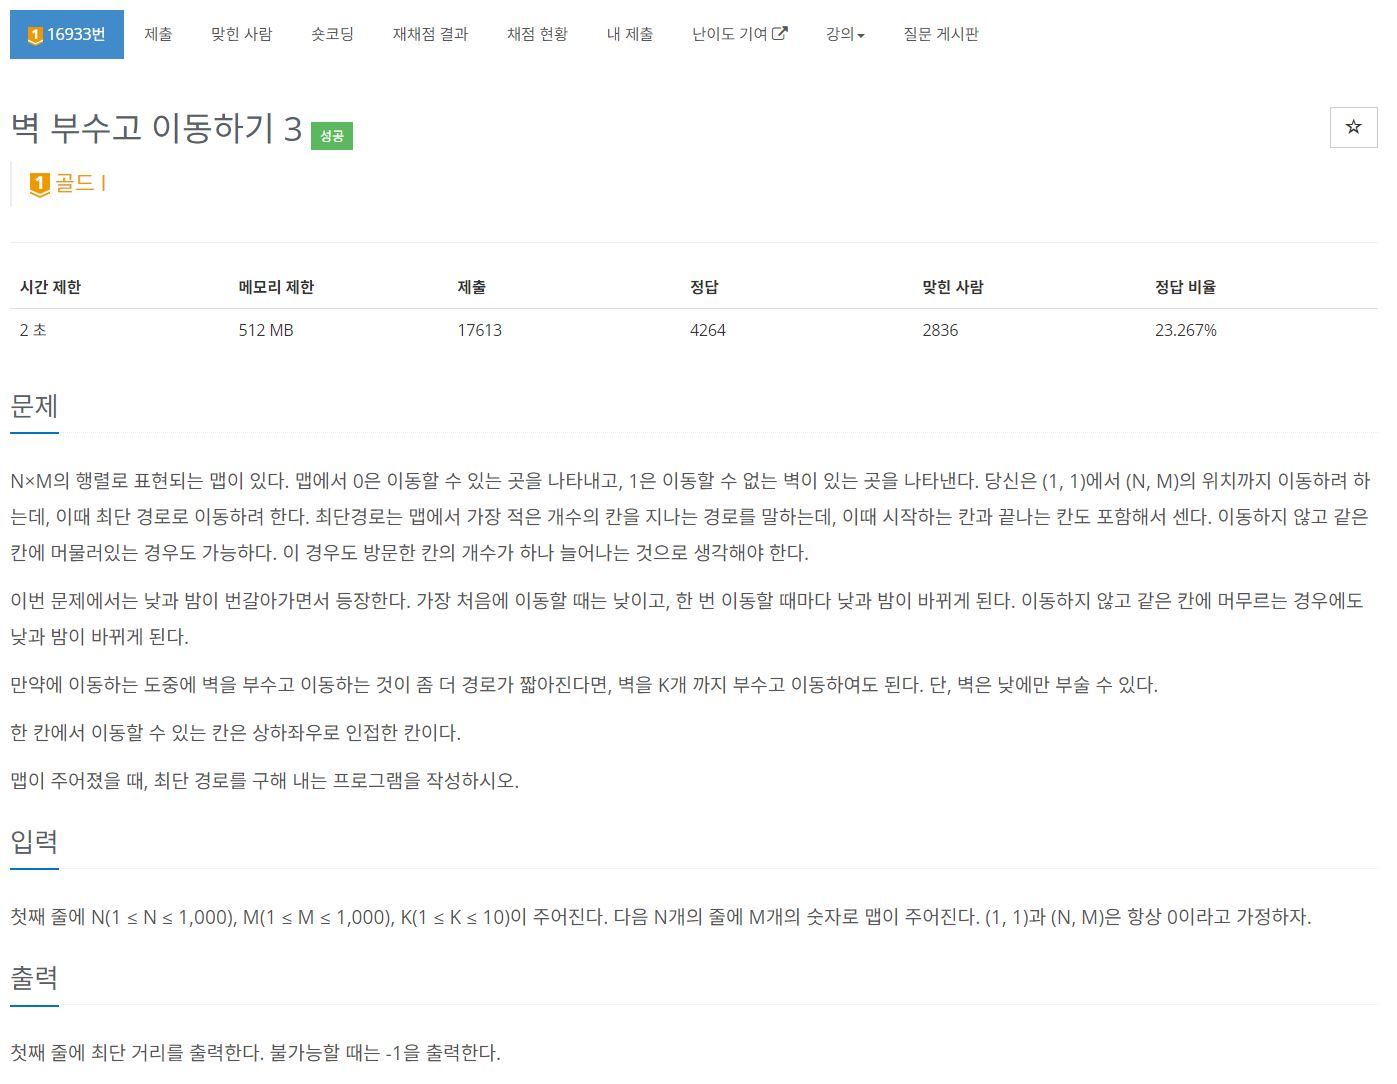 1 16933번 제출 맞힌 사람 숏코딩 재채점 결과 채점 현황 내 제출 난이도 기여 강의 질문 게시판
벽 부수고 이동하기 3 성공
1 골드 I
시간 제한 메모리 제한 제출 정답 맞힌 사람 정답 비율
2 초 512 MB 17613 4264 2836 23.267%
문제
N×M의 행렬로 표현되는 맵이 있다. 맵에서 0은 이동할 수 있는 곳을 나타내고, 1은 이동할 수 없는 벽이 있는 곳을 나타낸다. 당신은 (1, 1)에서 (N, M)의 위치까지 이동하려 하
는데, 이때 최단 경로로 이동하려 한다. 최단경로는 맵에서 가장 적은 개수의 칸을 지나는 경로를 말하는데, 이때 시작하는 칸과 끝나는 칸도 포함해서 센다. 이동하지 않고 같은
칸에 머물러있는 경우도 가능하다. 이 경우도 방문한 칸의 개수가 하나 늘어나는 것으로 생각해야 한다.
이번 문제에서는 낮과 밤이 번갈아가면서 등장한다. 가장 처음에 이동할 때는 낮이고, 한 번 이동할 때마다 낮과 밤이 바뀌게 된다. 이동하지 않고 같은 칸에 머무르는 경우에도
낮과 밤이 바뀌게 된다.
만약에 이동하는 도중에 벽을 부수고 이동하는 것이 좀 더 경로가 짧아진다면, 벽을 K개 까지 부수고 이동하여도 된다. 단, 벽은 낮에만 부술 수 있다.
한 칸에서 이동할 수 있는 칸은 상하좌우로 인접한 칸이다.
맵이 주어졌을 때, 최단 경로를 구해 내는 프로그램을 작성하시오.
입력
첫째 줄에 N(1 ≤ N ≤ 1,000), M(1 ≤ M ≤ 1,000), K(1 ≤ K ≤ 10)이 주어진다. 다음 N개의 줄에 M개의 숫자로 맵이 주어진다. (1, 1)과 (N, M)은 항상 0이라고 가정하자.
출력
첫째 줄에 최단 거리를 출력한다. 불가능할 때는 -1을 출력한다.